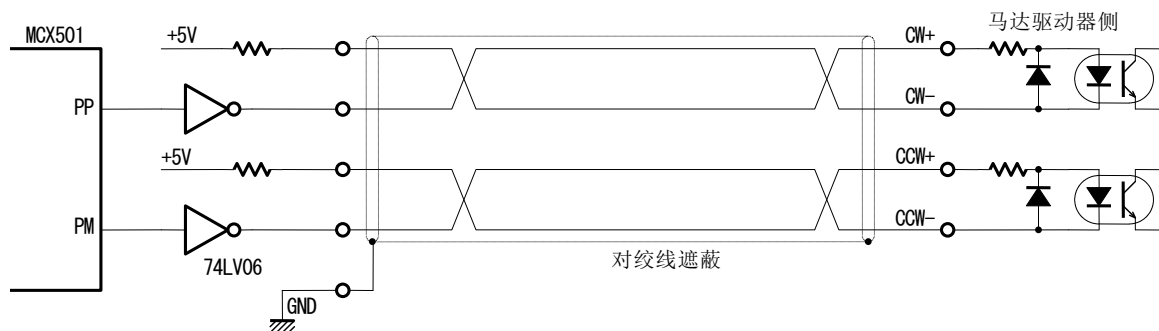 MCX501
+5V
CW+
马达驱动器侧
PP
CW-
+5V
CCW+
PM
CCW-
74LV06
对绞线遮蔽
GND